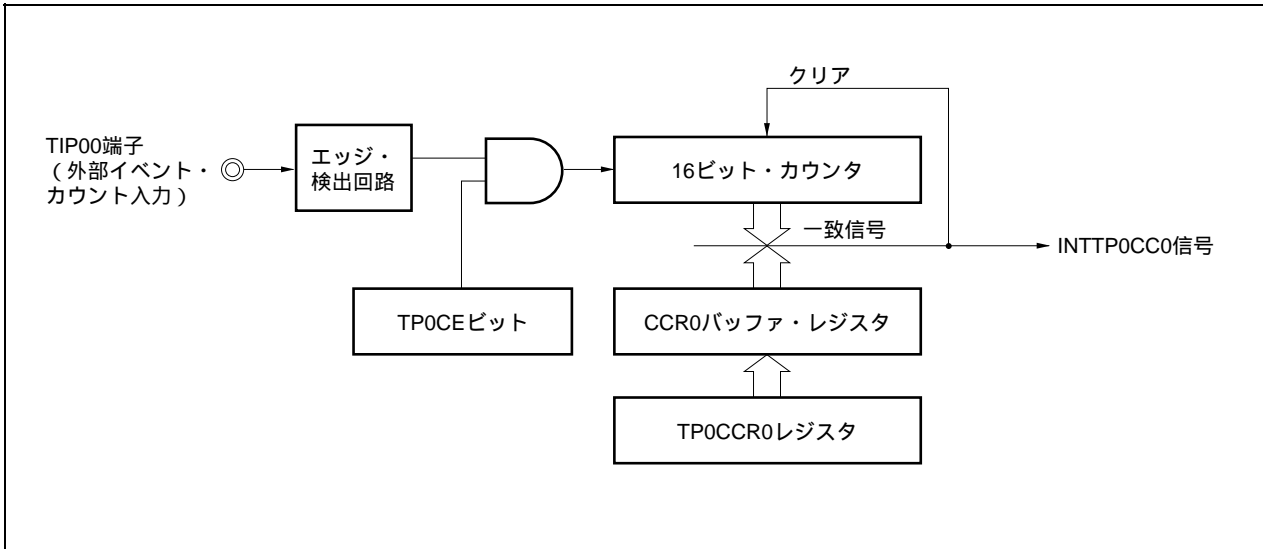 クリア
TIP00端子
(外部イベント・
カウント入力)
エッジ・
検出回路
16ビット・カウンタ
一致信号
INTTP0CC0信号
TP0CEビット
CCR0バッファ・レジスタ
TP0CCR0レジスタ